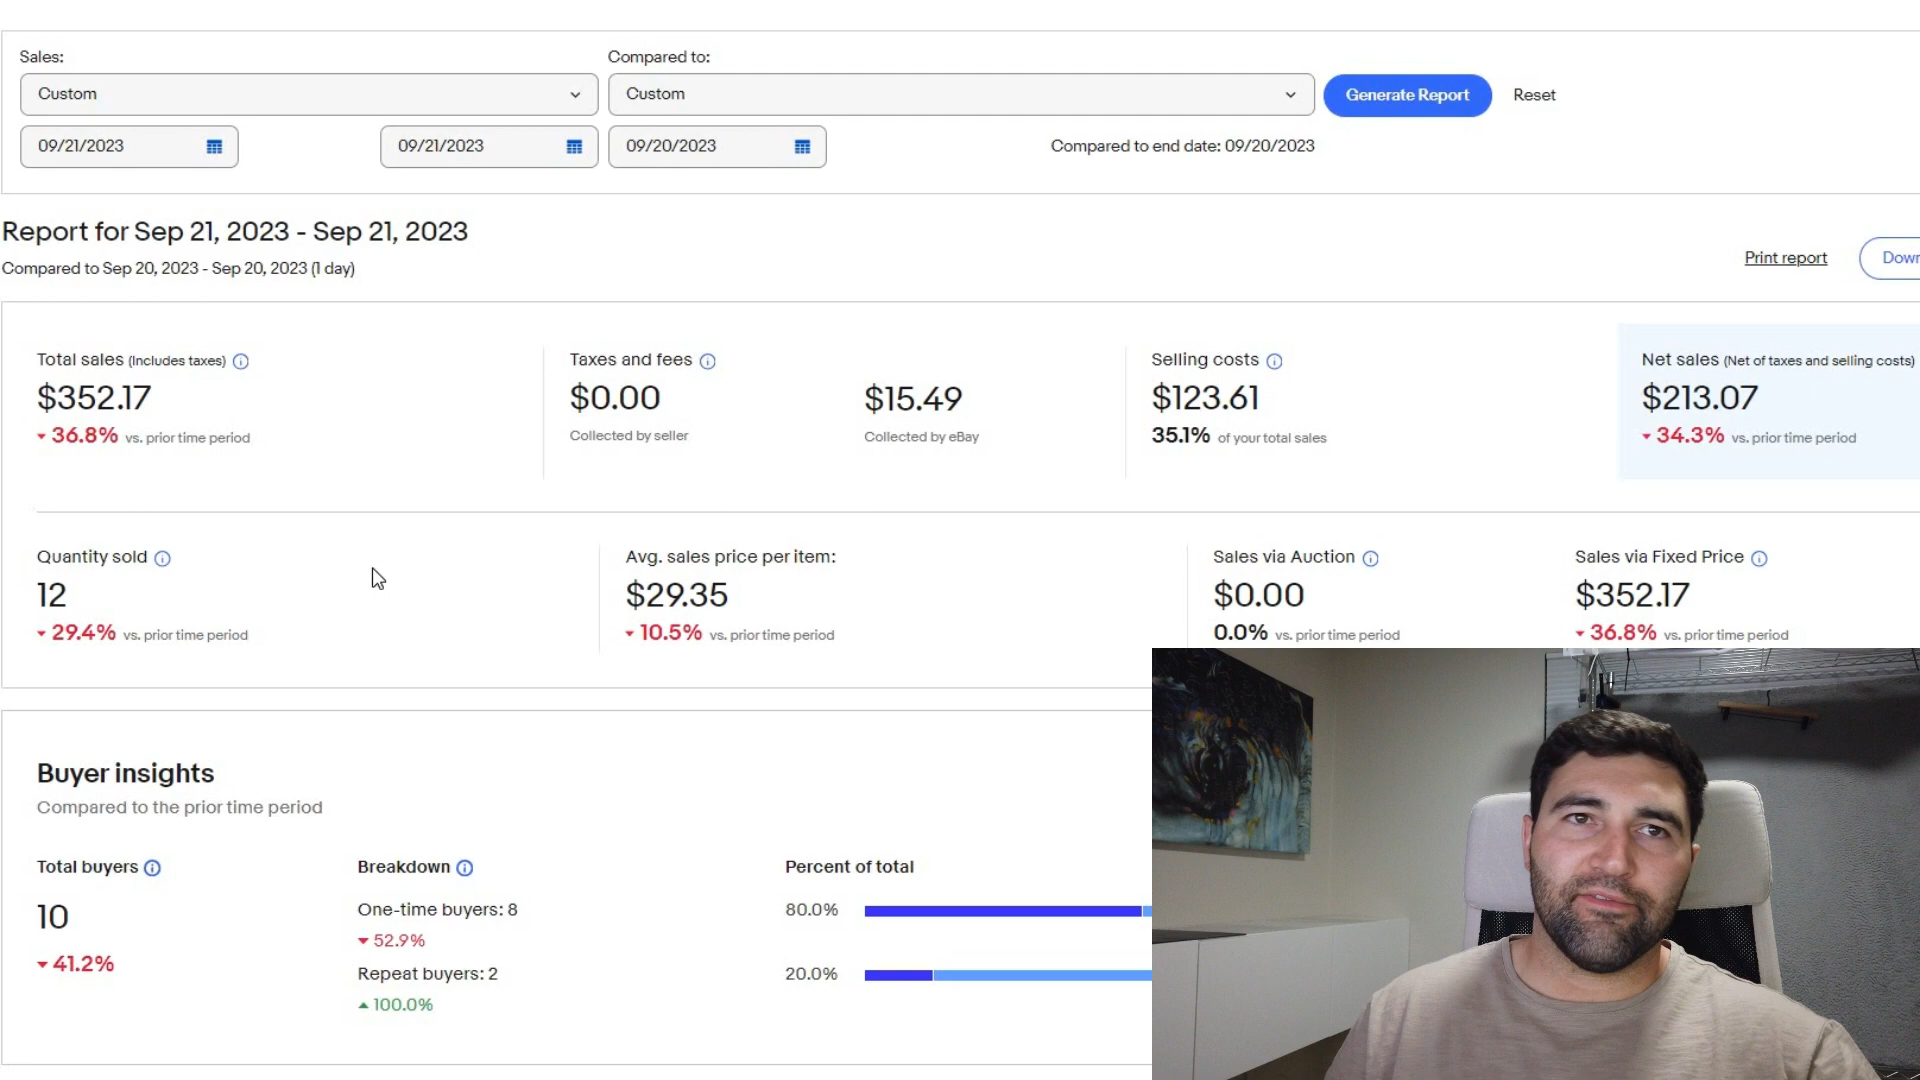 Sales:
Compared to:
Custom
Custom
Generate Report
Reset
09/21/2023
09/21/2023
09/20/2023
Compared to end date: 09/20/2023
Report for Sep 21, 2023 - Sep 21, 2023
Compared to Sep 20, 2023 - Sep 20, 2023 (1 day)
Print report
Down
Total sales (Includes taxes)
$352.17
36.8% vs. prior time period
Taxes and fees
$0.00
Collected by seller
$15.49
Collected by eBay
Selling costs
$123.61
35.1% of your total sales
Net sales (Net of taxes and selling costs)
$213.07
34.3% vs. prior time period
Quantity sold
12
29.4% vs. prior time period
Avg. sales price per item:
$29.35
10.5% vs. prior time period
Sales via Auction
$0.00
0.0% vs. prior time period
Sales via Fixed Price
$352.17
36.8% vs. prior time period
Buyer insights
Compared to the prior time period
Total buyers
10
41.2%
Breakdown
One-time buyers: 8
52.9%
Repeat buyers: 2
100.0%
Percent of total
80.0%
20.0%